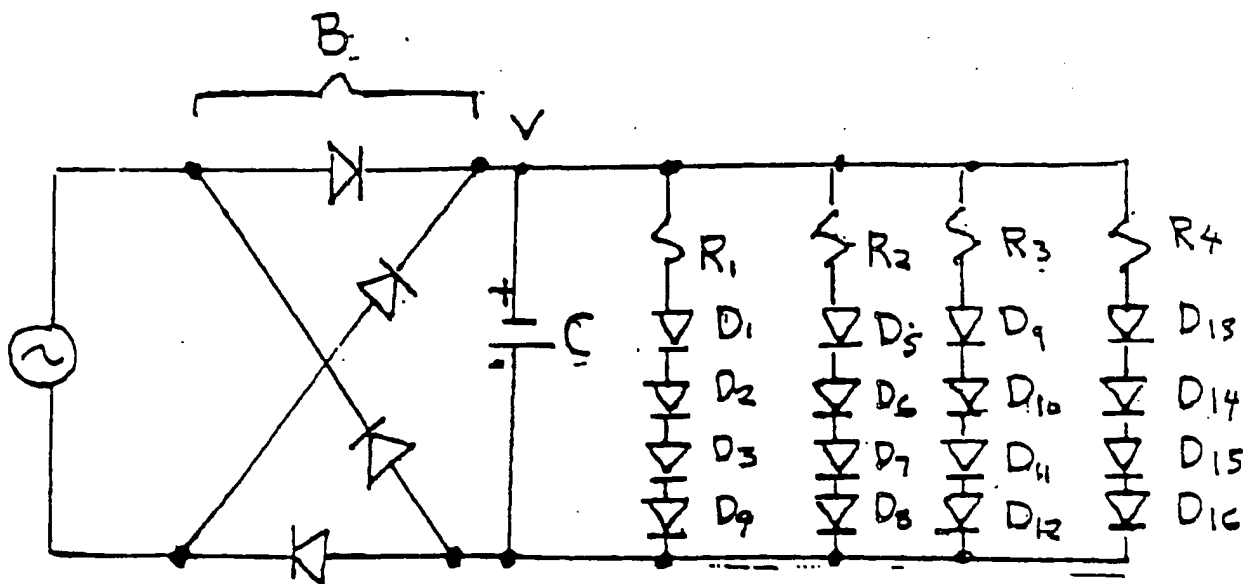 B
V
R1 R2 R3 R4
+
- C
D1 D5 D9 D13
D2 D6 D10 D14
D3 D7 D11 D15
D9 D8 D12 D16